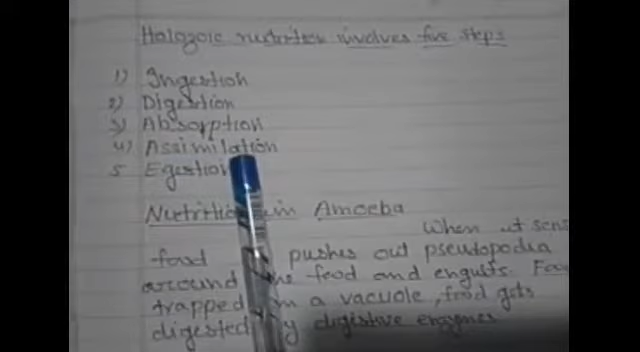 Holozoic nutrition involves five steps
1) Ingestion
2) Digestion
3) Absorption
4) Assimilation
5 Egestion
Nutrition in Amoeba
When it sens
food pushes out pseudopodia
around the food and engulfs. Foo
trapped in a vacuole, food gets
digested by digistive enzymes